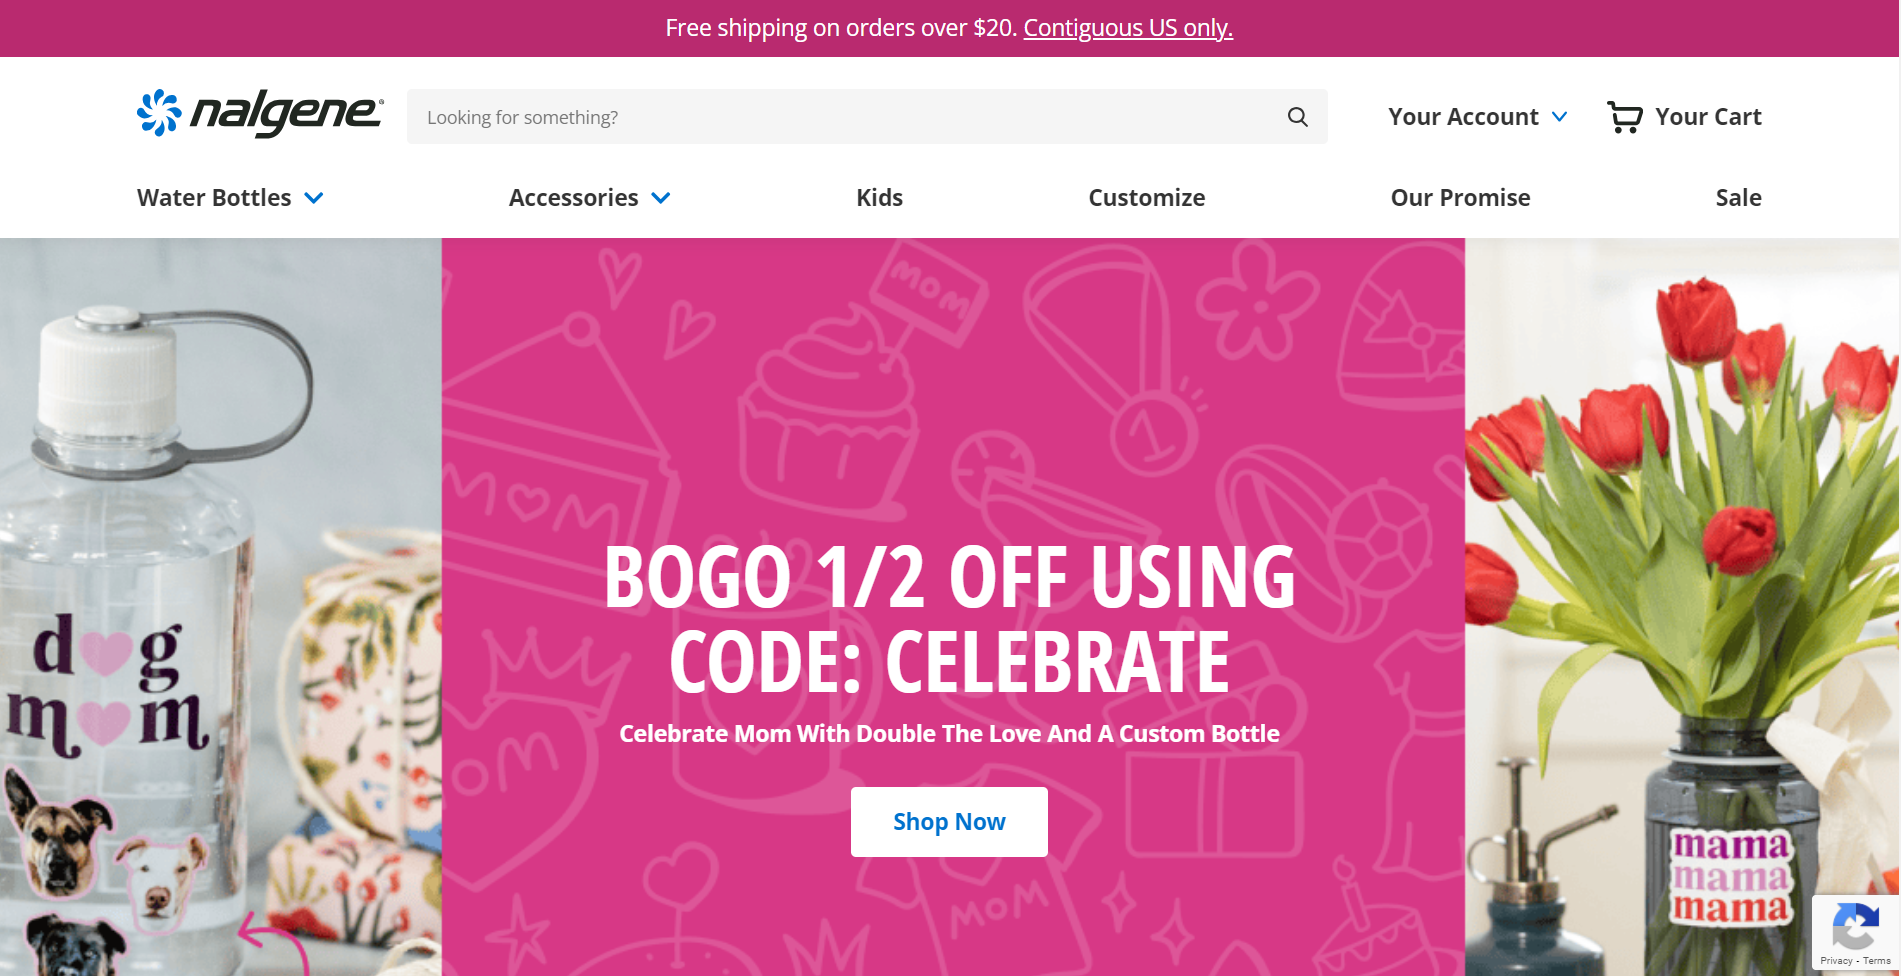 Free shipping on orders over $20. Contiguous US only.
nalgene®
Looking for something?
Your Account
Your Cart
Water Bottles
Accessories
Kids
Customize
Our Promise
Sale
MOM
1
MOM
BOGO 1/2 OFF USING
CODE: CELEBRATE
Celebrate Mom With Double The Love And A Custom Bottle
Shop Now
dog
mom
mama
mama
mama
MOM
Privacy - Terms